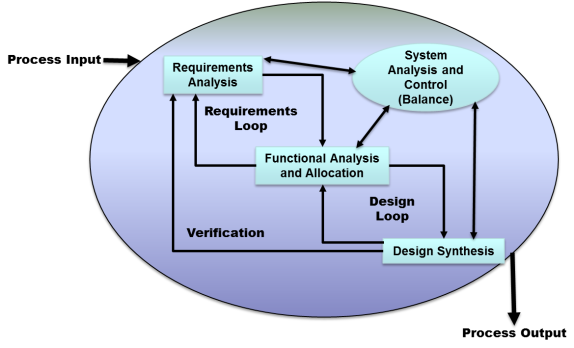 Process Input
Requirements
Analysis
System
Analysis and
Control
(Balance)
Requirements
Loop
Functional Analysis
and Allocation
Design
Loop
Verification
Design Synthesis
Process Output